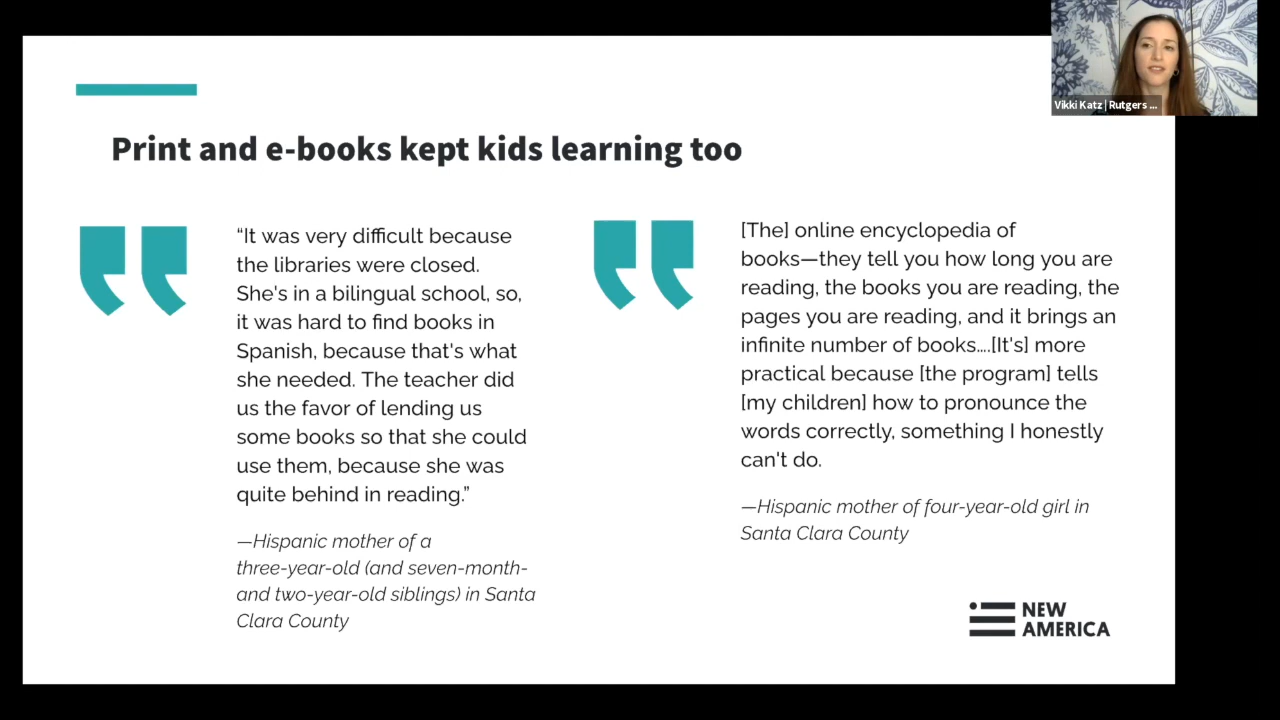 Vikki Katz | Rutgers ...
Print and e-books kept kids learning too
“It was very difficult because
the libraries were closed.
She's in a bilingual school, so,
it was hard to find books in
Spanish, because that's what
she needed. The teacher did
us the favor of lending us
some books so that she could
use them, because she was
quite behind in reading.”
—Hispanic mother of a
three-year-old (and seven-month-
and two-year-old siblings) in Santa
Clara County
[The] online encyclopedia of
books—they tell you how long you are
reading, the books you are reading, the
pages you are reading, and it brings an
infinite number of books....[It's] more
practical because [the program] tells
[my children] how to pronounce the
words correctly, something I honestly
can't do.
—Hispanic mother of four-year-old girl in
Santa Clara County
NEW
AMERICA